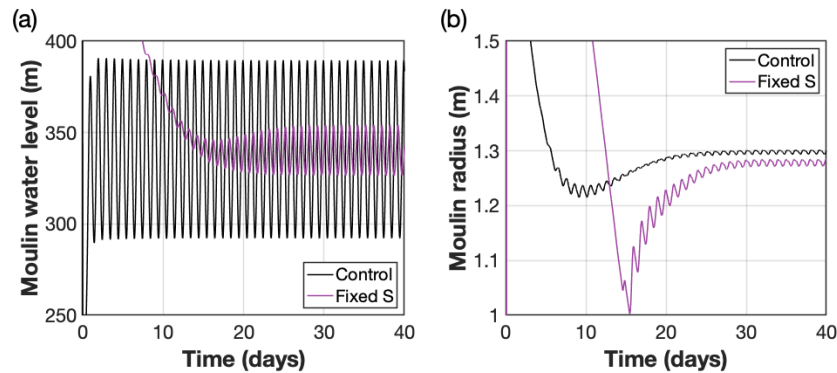 (a)
Moulin water level (m)
400
350
300
250
0
10
20
30
40
Time (days)
Control
Fixed S
(b)
Moulin radius (m)
1.5
1.4
1.3
1.2
1.1
1
0
10
20
30
40
Time (days)
Control
Fixed S